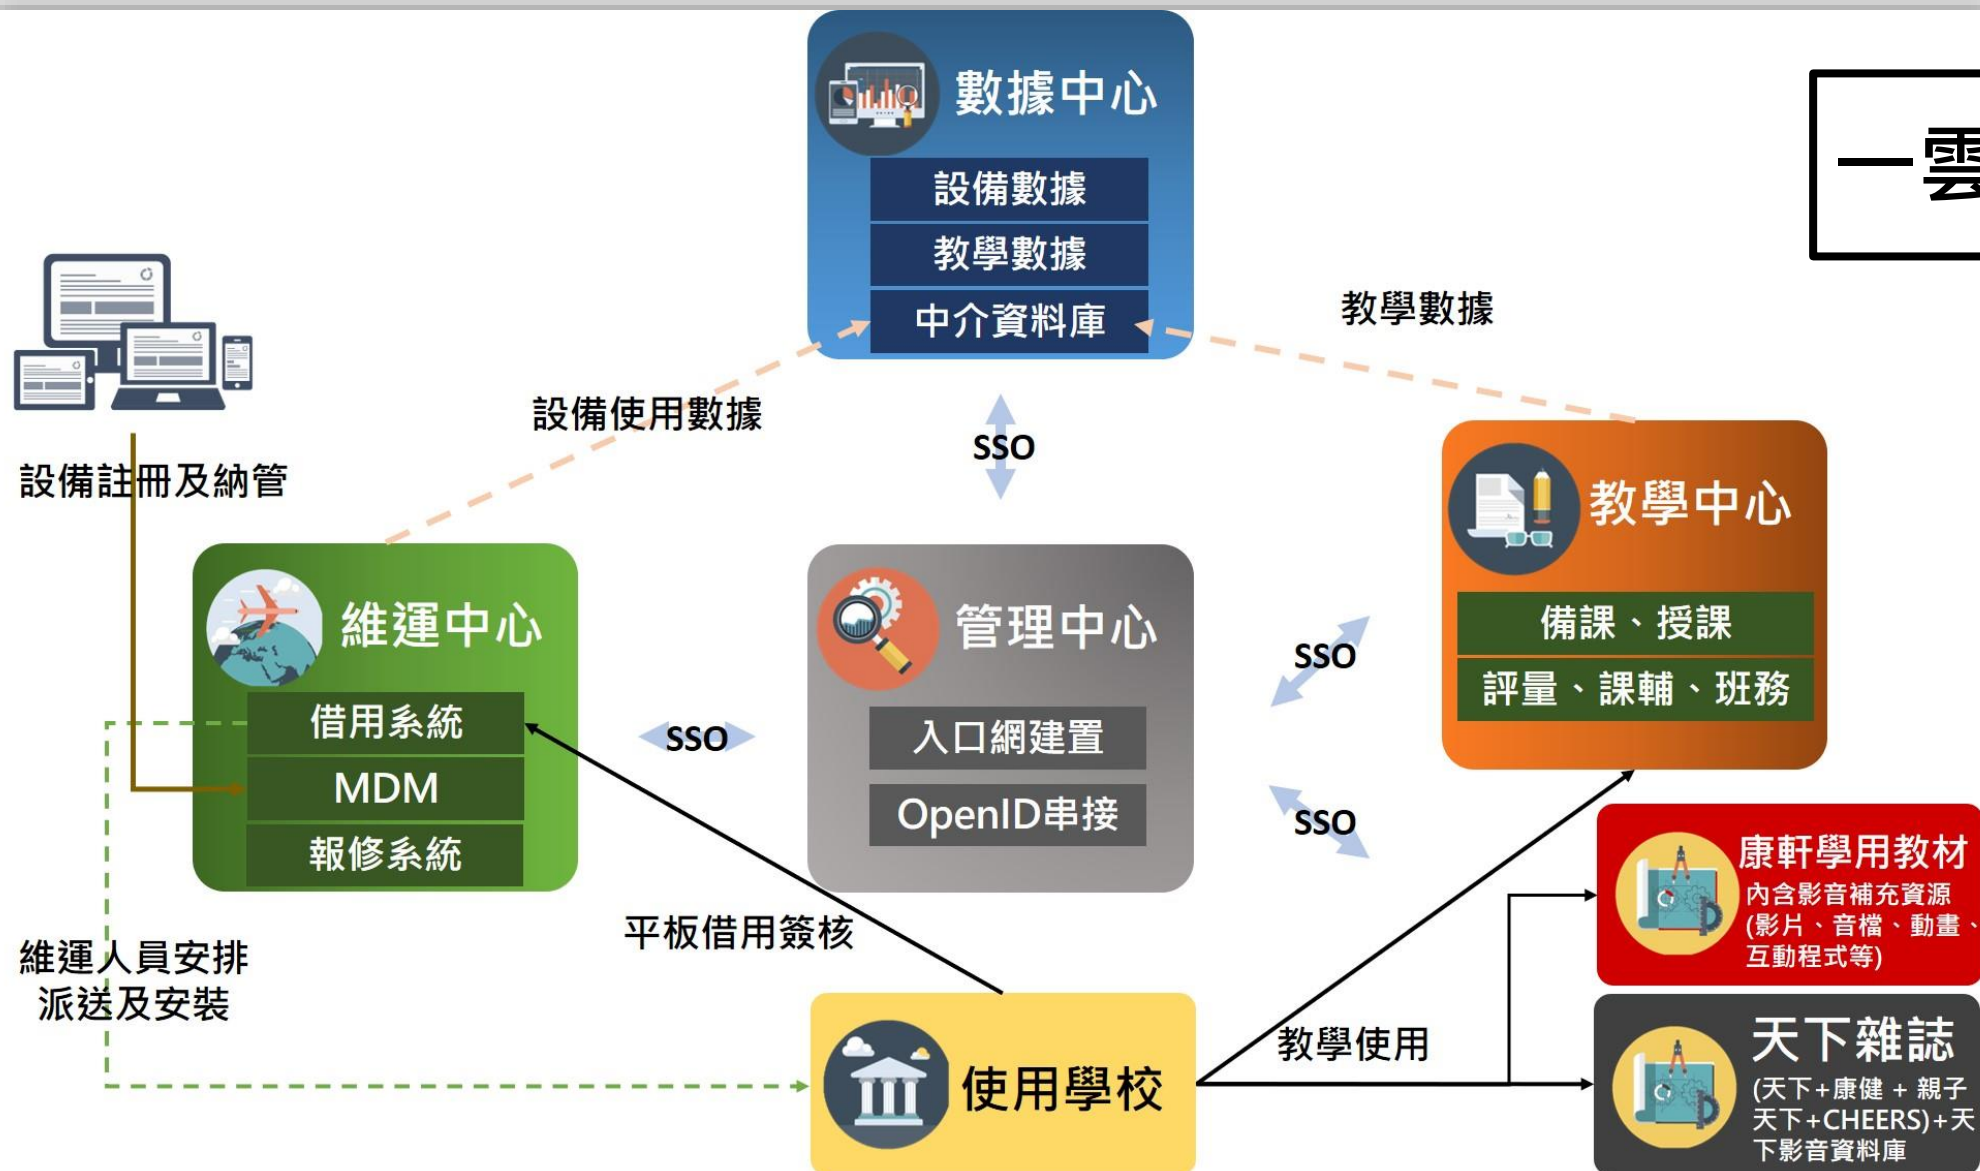 數據中心
設備數據
教學數據
中介資料庫
一雲
教學數據
設備使用數據
SSO
設備註冊及納管
教學中心
備課、授課
評量、課輔、班務
維運中心
借用系統
MDM
報修系統
SSO
管理中心
入口網建置
OpenID串接
SSO
SSO
康軒學用教材
內含影音補充資源
(影片、音檔、動畫、
互動程式等)
平板借用簽核
維運人員安排
派送及安裝
使用學校
教學使用
天下雜誌
(天下+康健 + 親子
天下+CHEERS)+天
下影音資料庫